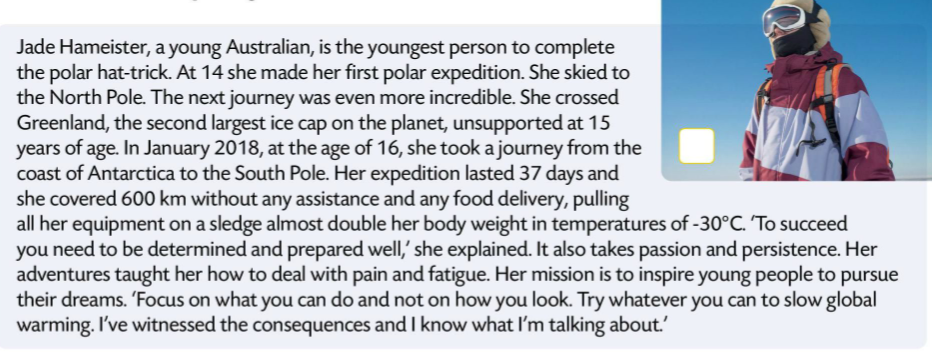 Jade Hameister, a young Australian, is the youngest person to complete
the polar hat-trick. At 14 she made her first polar expedition. She skied to
the North Pole. The next journey was even more incredible. She crossed
Greenland, the second largest ice cap on the planet, unsupported at 15
years of age. In January 2018, at the age of 16, she took a journey from the
coast of Antarctica to the South Pole. Her expedition lasted 37 days and
she covered 600 km without any assistance and any food delivery, pulling
all her equipment on a sledge almost double her body weight in temperatures of -30°C. ‘To succeed
you need to be determined and prepared well,’ she explained. It also takes passion and persistence. Her
adventures taught her how to deal with pain and fatigue. Her mission is to inspire young people to pursue
their dreams. ‘Focus on what you can do and not on how you look. Try whatever you can to slow global
warming. I’ve witnessed the consequences and I know what I’m talking about.’